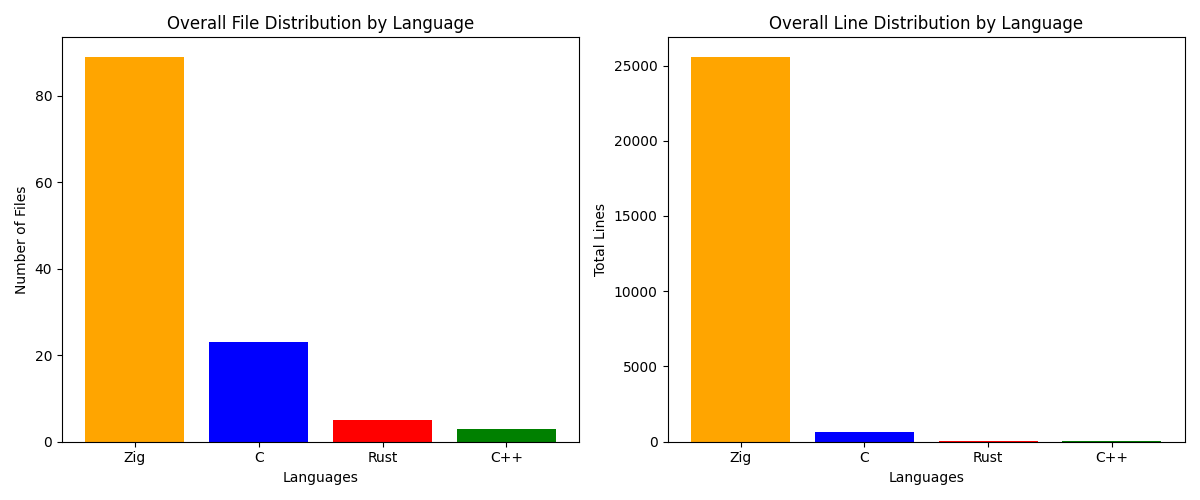 Overall File Distribution by Language
Number of Files
80
60
40
20
0
Zig
C
Rust
C++
Languages
Overall Line Distribution by Language
Total Lines
25000
20000
15000
10000
5000
0
Zig
C
Rust
C++
Languages